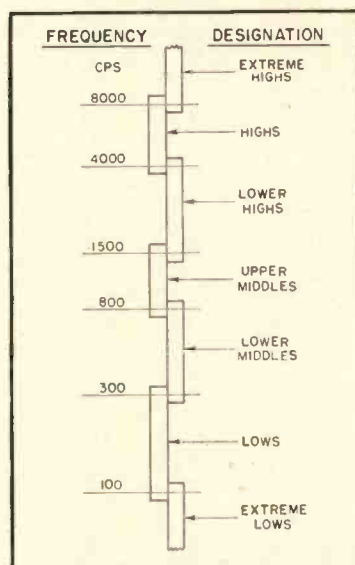 FREQUENCY DESIGNATION
CPS
EXTREME
HIGHS
8000
HIGHS
4000
LOWER
HIGHS
1500
UPPER
MIDDLES
800
LOWER
MIDDLES
300
LOWS
100
EXTREME
LOWS